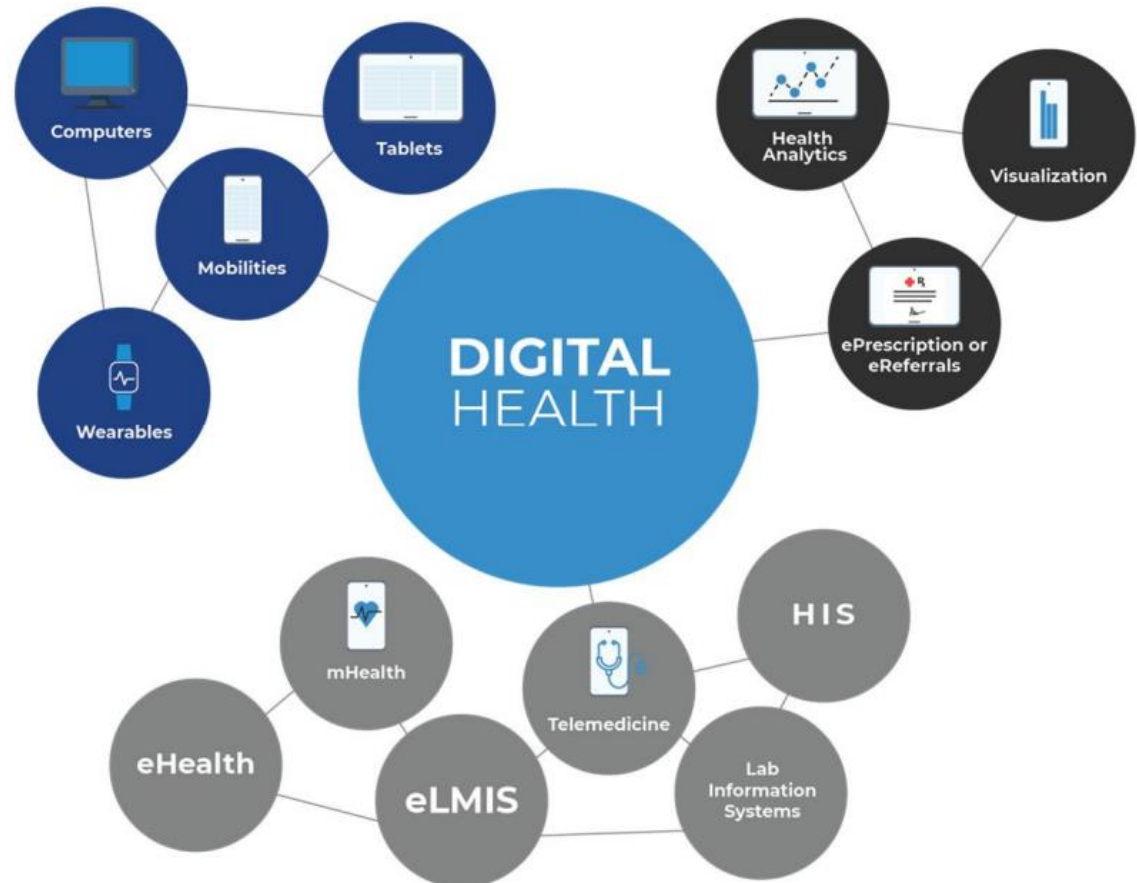 Computers
Tablets
Mobilities
Wearables
Health
Analytics
Visualization
ePrescription or
eReferrals
DIGITAL
HEALTH
mHealth
eHealth
eLMIS
Telemedicine
HIS
Lab
Information
Systems